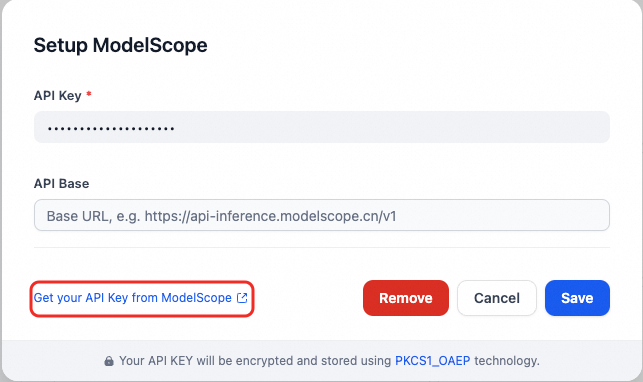 Setup ModelScope
API Key *
••••••••••••••••••••
API Base
Base URL, e.g. https://api-inference.modelscope.cn/v1
Get your API Key from ModelScope
Remove
Cancel
Save
Your API KEY will be encrypted and stored using PKCS1_OAEP technology.